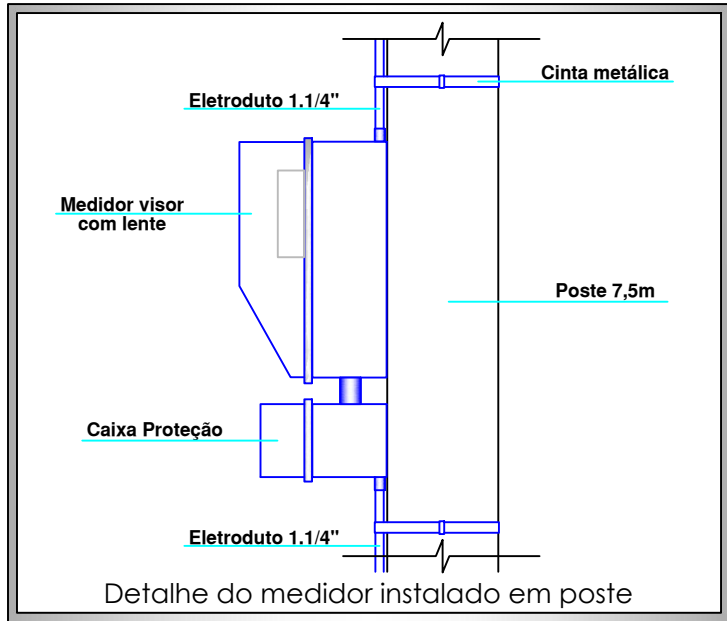 Cinta metálica
Eletroduto 1.1/4"
Medidor visor
com lente
Poste 7,5m
Caixa Proteção
Eletroduto 1.1/4"
Detalhe do medidor instalado em poste